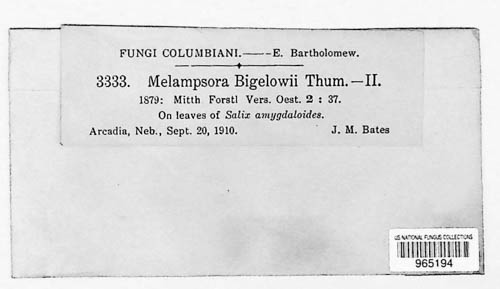 FUNGI COLUMBIANI.——E. Bartholomew.
3333. Melampsora Bigelowii Thum.—II.
1879: Mitth Forstl Vers. Oest. 2 : 37.
On leaves of Salix amygdaloides.
Arcadia, Neb., Sept. 20, 1910. J. M. Bates
US NATIONAL FUNGUS COLLECTIONS
965194